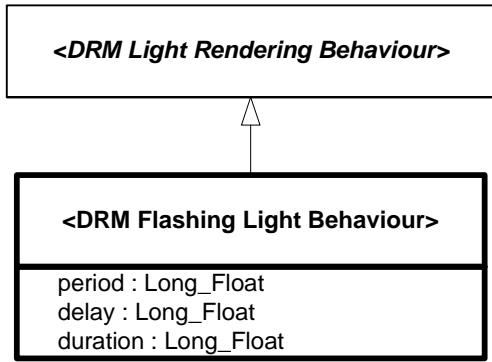 <DRM Light Rendering Behaviour>
<DRM Flashing Light Behaviour>
period : Long_Float
delay : Long_Float
duration : Long_Float